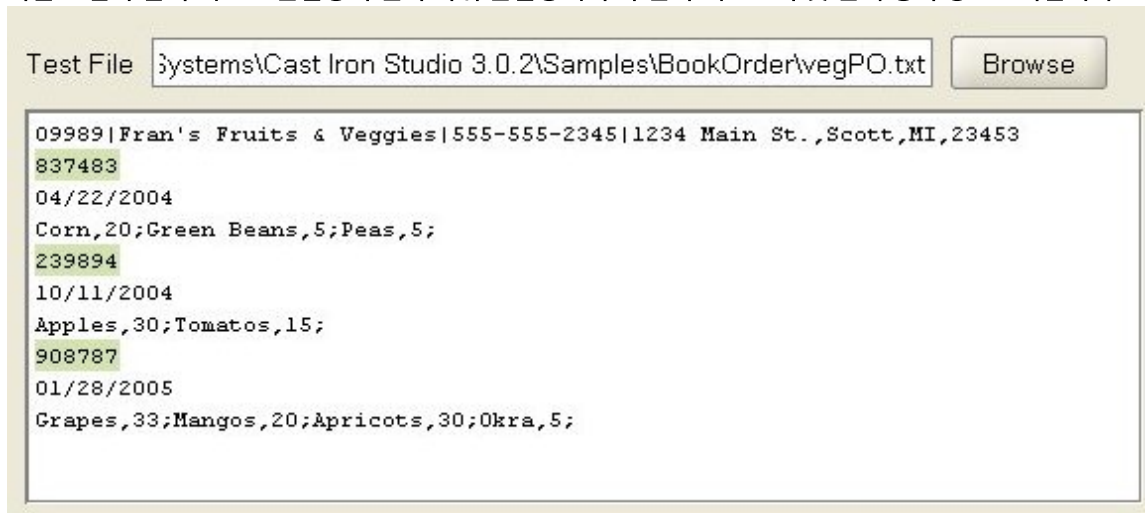 Test File Systems\Cast Iron Studio 3.0.2\Samples\BookOrder\vegPO.txt Browse
09989|Fran's Fruits & Veggies|555-555-2345|1234 Main St.,Scott,MI,23453
837483
04/22/2004
Corn,20;Green Beans,5;Peas,5;
239894
10/11/2004
Apples,30;Tomatos,15;
908787
01/28/2005
Grapes,33;Mangos,20;Apricots,30;Okra,5;